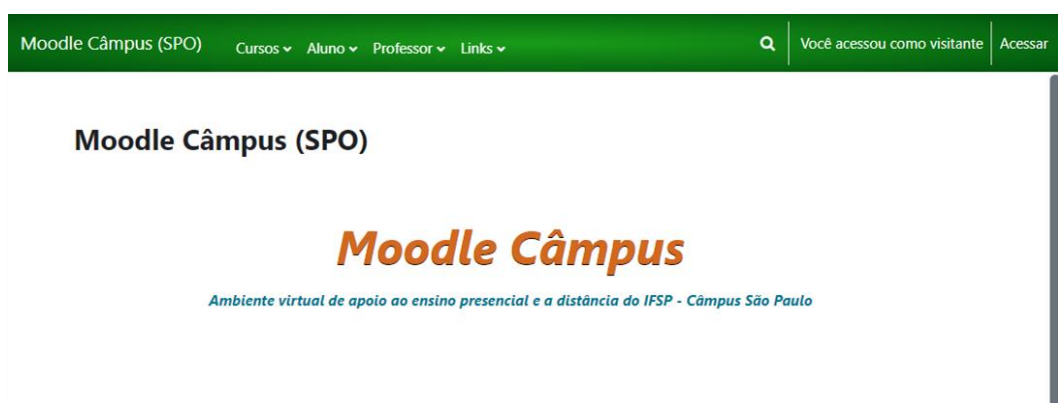 Moodle Câmpus (SPO) Cursos Aluno Professor Links Você acessou como visitante Acessar
Moodle Câmpus (SPO)
Moodle Câmpus
Ambiente virtual de apoio ao ensino presencial e a distância do IFSP - Câmpus São Paulo